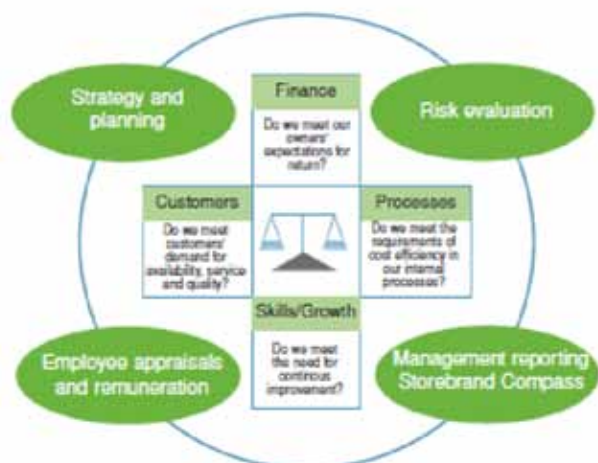 Strategy and
planning
Finance
Do we meet our
owners'
expectations for
return?
Risk evaluation
Customers
Do we meet
customers'
demand for
availability, service
and quality?
Processes
Do we meet the
requirements of
cost efficiency in
our internal
processes?
Skills/Growth
Do we meet
the need for
continous
improvement?
Employee appraisals
and remuneration
Management reporting
Storebrand Compass